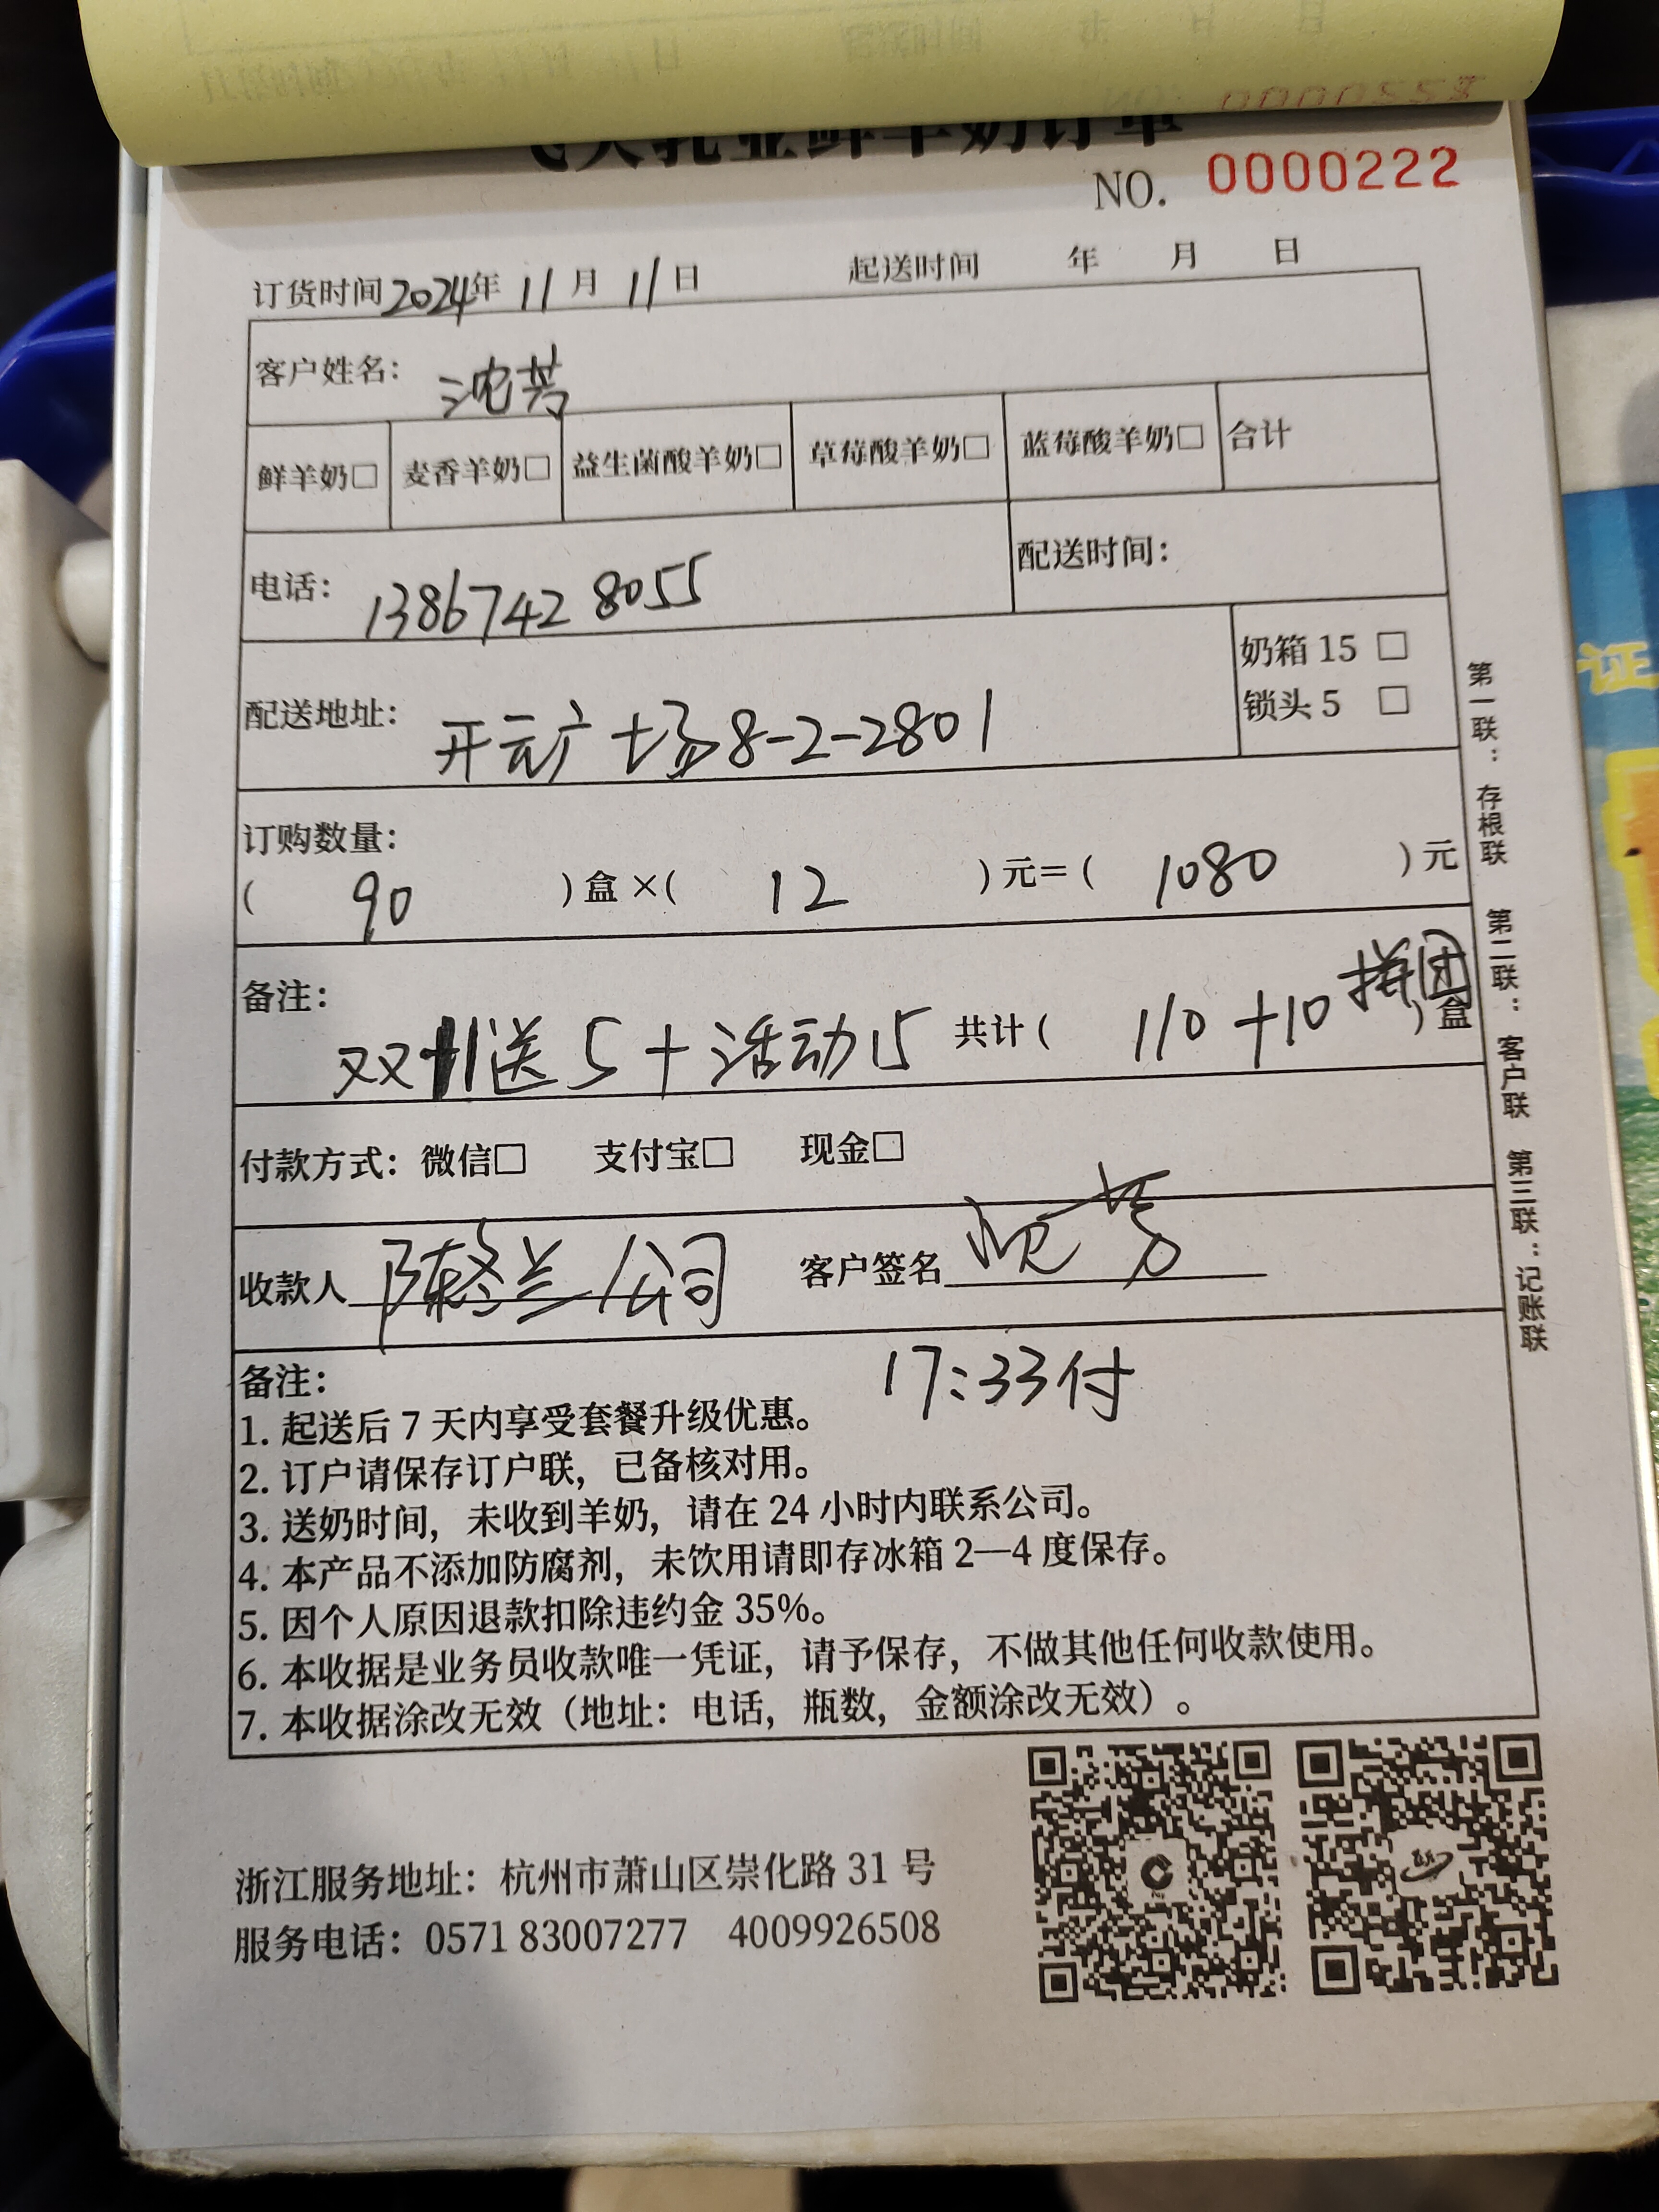 飞天乳业鲜羊奶订单
NO. 0000222
订货时间2024年 11月 11日 起送时间 年 月 日
客户姓名： 沈芳
鲜羊奶□ 麦香羊奶□ 益生菌酸羊奶□ 草莓酸羊奶□ 蓝莓酸羊奶□ 合计
电话： 13867428055 配送时间：
配送地址： 开元广场8-2-2801
奶箱 15 □
锁头 5 □
订购数量：
( 90 ) 盒 ×( 12 ) 元＝( 1080 ) 元
备注： 双11送5＋活动15 共计( 110＋10拼团 ) 盒
付款方式：微信□ 支付宝□ 现金□
收款人 陈冬兰/公司 客户签名 沈芳
备注： 17:33付
1. 起送后 7 天内享受套餐升级优惠。
2. 订户请保存订户联，已备核对用。
3. 送奶时间，未收到羊奶，请在 24 小时内联系公司。
4. 本产品不添加防腐剂，未饮用请即存冰箱 2—4 度保存。
5. 因个人原因退款扣除违约金 35%。
6. 本收据是业务员收款唯一凭证，请予保存，不做其他任何收款使用。
7. 本收据涂改无效（地址：电话，瓶数，金额涂改无效）。
第一联：存根联 第二联：客户联 第三联：记账联
浙江服务地址：杭州市萧山区崇化路 31 号
服务电话：0571 83007277 4009926508
证